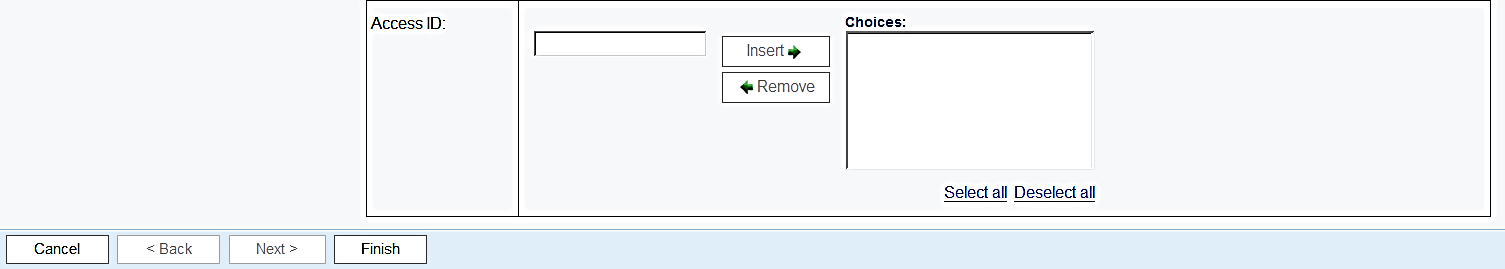 Access ID:
Choices:
Insert
Remove
Select all Deselect all
Cancel < Back Next > Finish